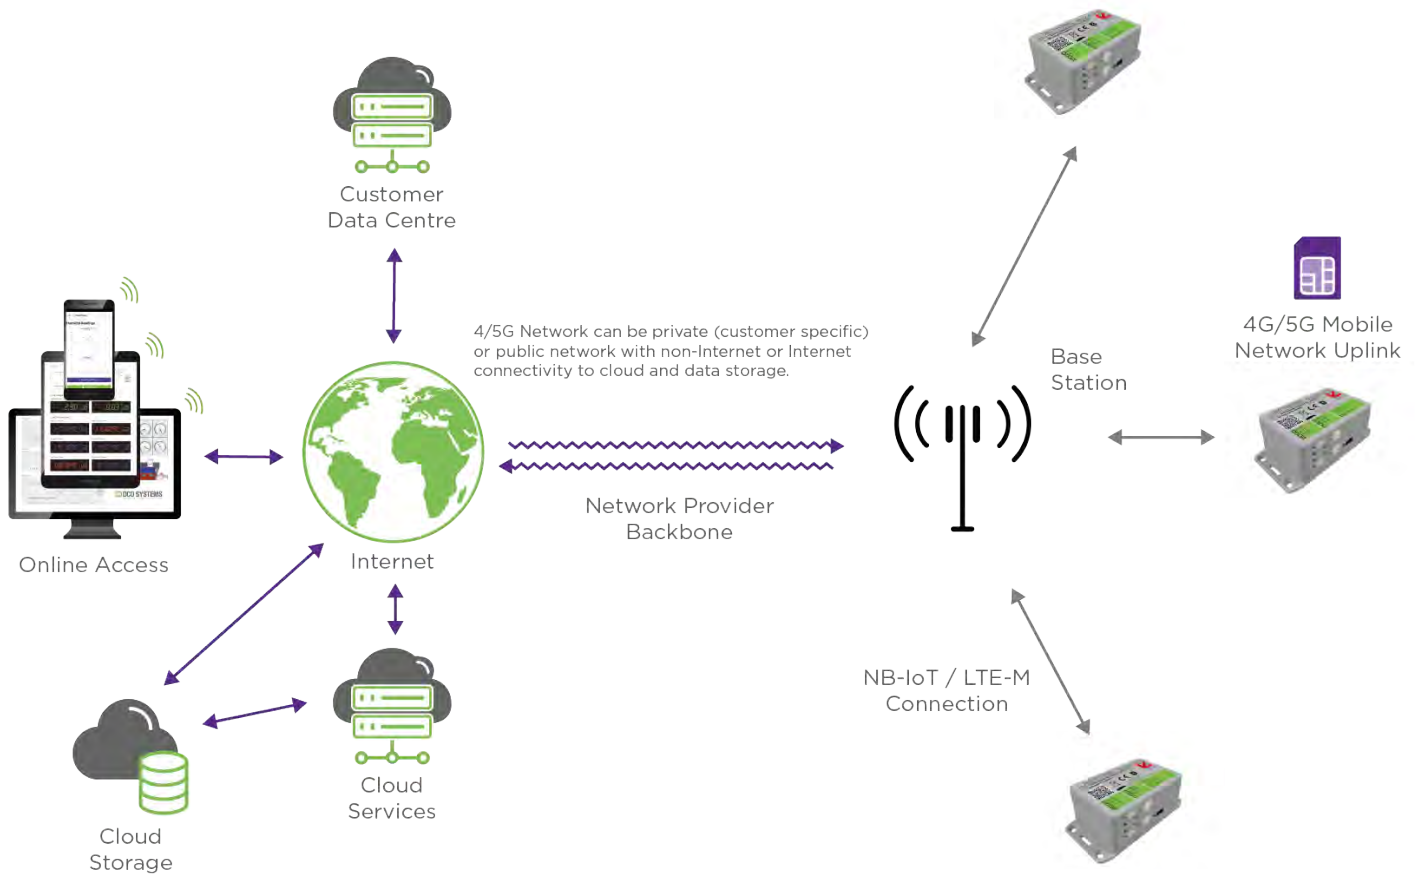 Customer
Data Centre
4/5G Network can be private (customer specific)
or public network with non-Internet or Internet
connectivity to cloud and data storage.
4G/5G Mobile
Network Uplink
Base
Station
OCO SYSTEMS
Online Access
Internet
Network Provider
Backbone
NB-IoT / LTE-M
Connection
Cloud
Services
Cloud
Storage